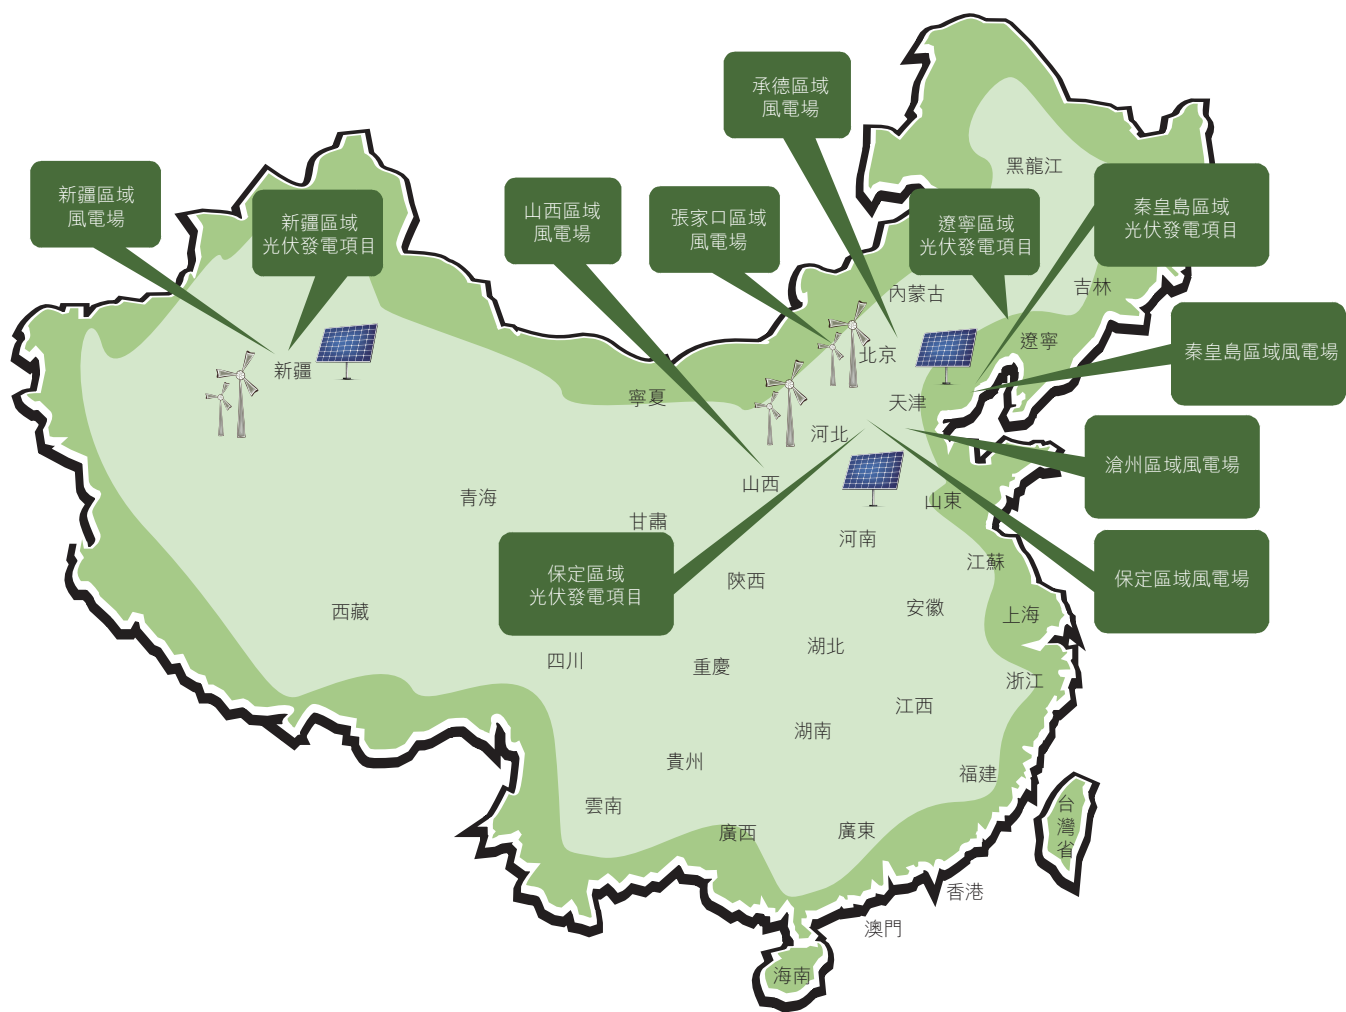 承德區域
風電場
黑龍江
新疆區域
風電場
新疆區域
光伏發電項目
山西區域
風電場
張家口區域
風電場
遼寧區域
光伏發電項目
秦皇島區域
光伏發電項目
內蒙古
吉林
北京
遼寧
秦皇島區域風電場
新疆
寧夏
天津
河北
滄州區域風電場
山西
青海
山東
甘肅
河南
江蘇
保定區域
光伏發電項目
陝西
保定區域風電場
西藏
安徽
上海
四川
重慶
湖北
浙江
江西
湖南
貴州
福建
雲南
廣西
廣東
台
灣
省
香港
澳門
海南